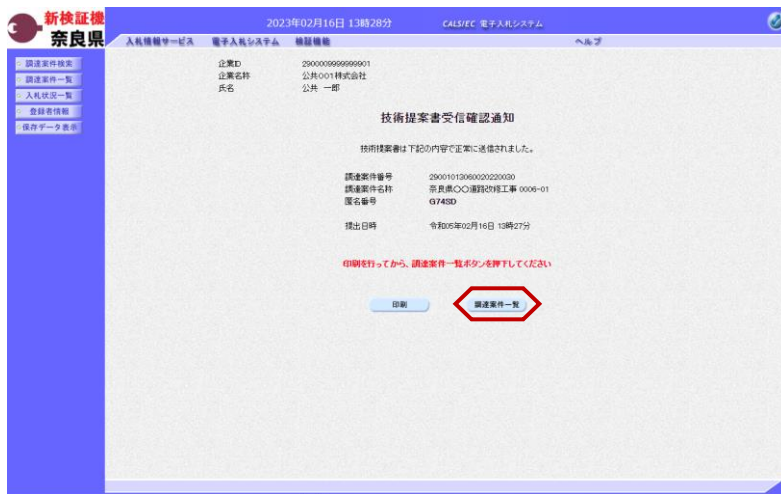 新検証機
奈良県
2023年02月16日 13時28分
CALS/EC 電子入札システム
入札情報サービス 電子入札システム 検証機能 ヘルプ
調達案件検索
調達案件一覧
入札状況一覧
登録者情報
保存データ表示
企業ID 2900009999999901
企業名称 公共001株式会社
氏名 公共 一郎
技術提案書受信確認通知
技術提案書は下記の内容で正常に送信されました。
調達案件番号 29001013060020220030
調達案件名称 奈良県〇〇道路改修工事 0006-01
匿名番号 G74SD
提出日時 令和05年02月16日 13時27分
印刷を行ってから、調達案件一覧ボタンを押下してください
印刷 調達案件一覧